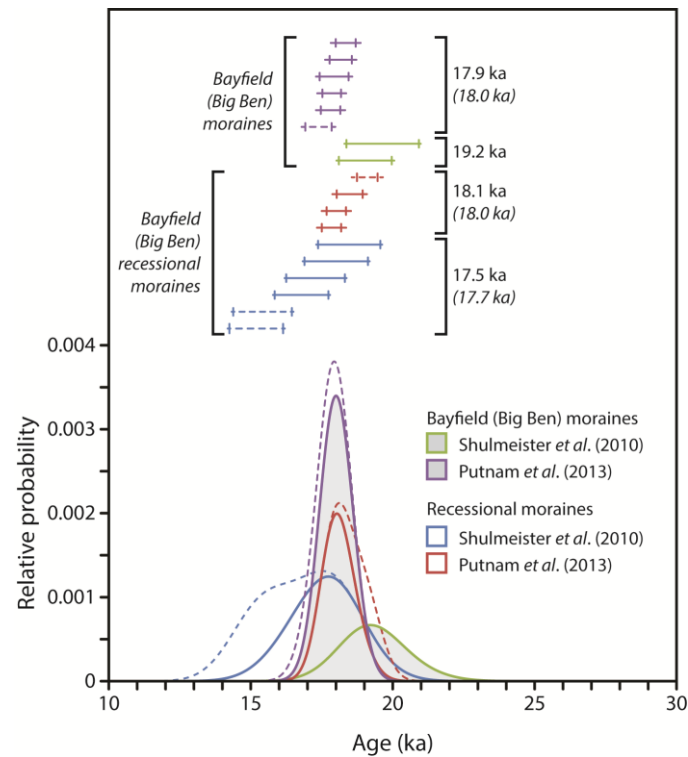 Bayfield
(Big Ben)
moraines
17.9 ka
(18.0 ka)
19.2 ka
Bayfield
(Big Ben)
recessional
moraines
18.1 ka
(18.0 ka)
17.5 ka
(17.7 ka)
0.004
0.003
0.002
0.001
0
Relative probability
Bayfield (Big Ben) moraines
Shulmeister et al. (2010)
Putnam et al. (2013)
Recessional moraines
Shulmeister et al. (2010)
Putnam et al. (2013)
10 15 20 25 30
Age (ka)